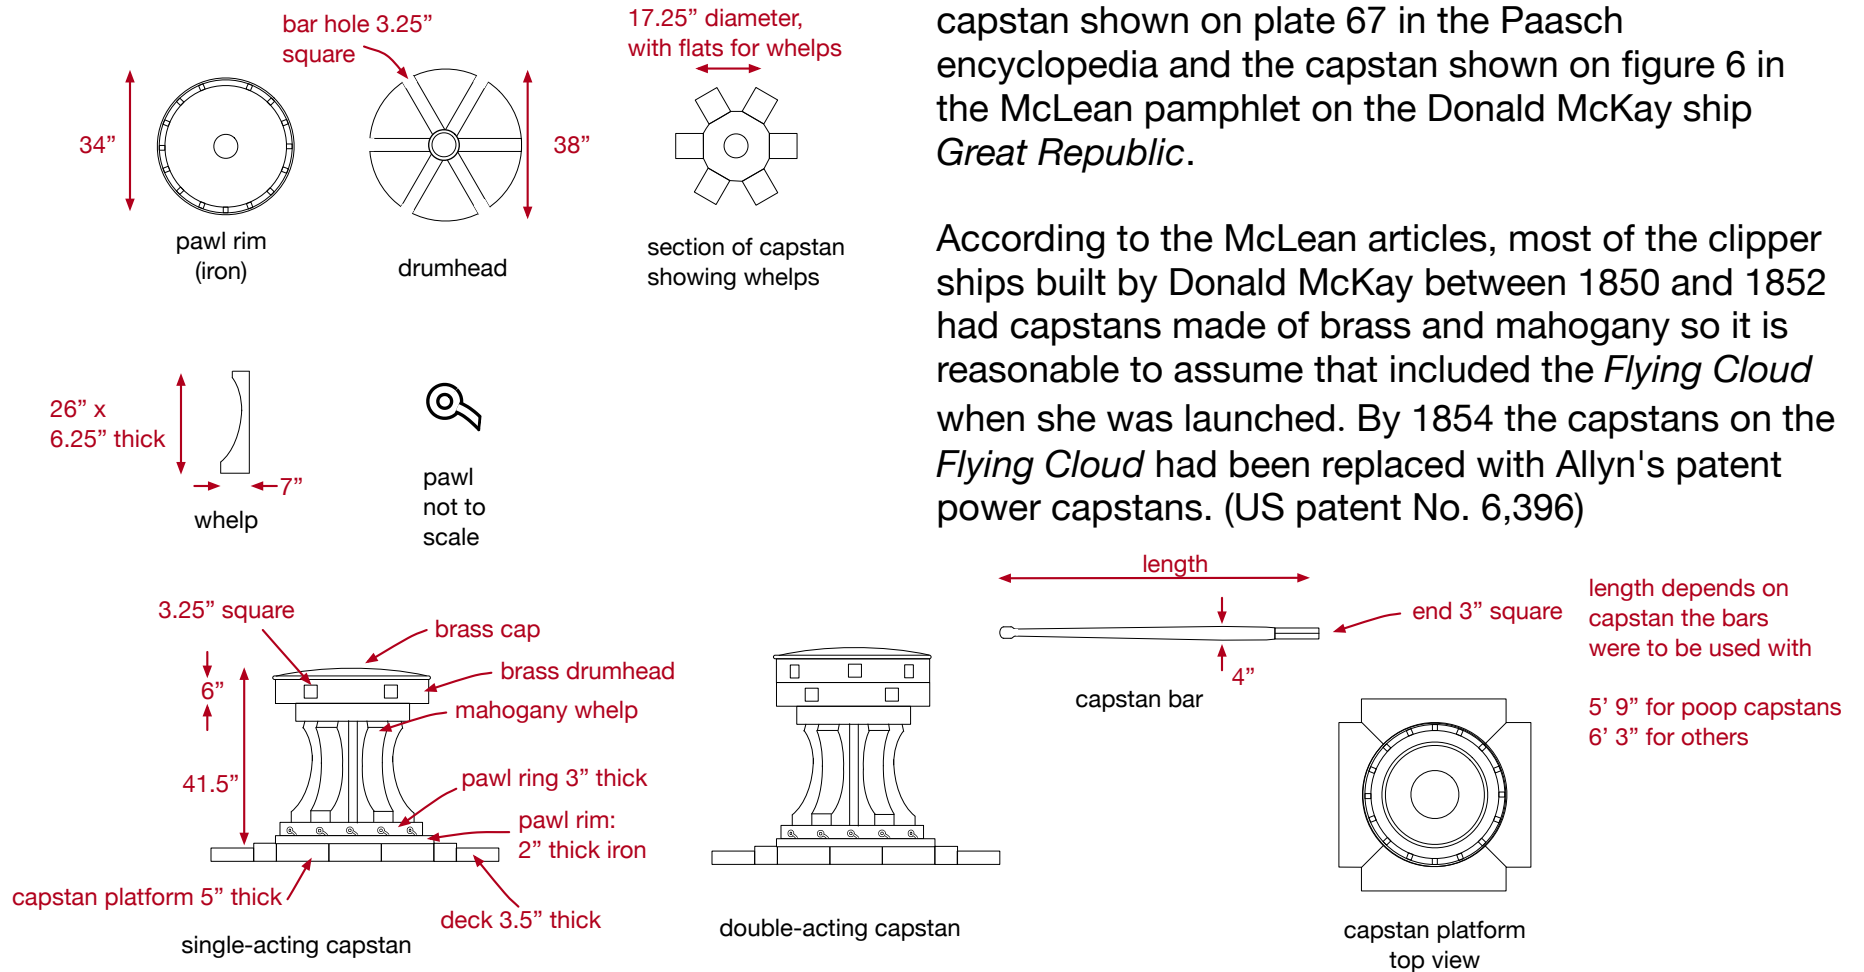 bar hole 3.25”
square
17.25” diameter,
with flats for whelps
34”
38”
pawl rim
(iron)
drumhead
section of capstan
showing whelps
capstan shown on plate 67 in the Paasch
encyclopedia and the capstan shown on figure 6 in
the McLean pamphlet on the Donald McKay ship
Great Republic.
According to the McLean articles, most of the clipper
ships built by Donald McKay between 1850 and 1852
had capstans made of brass and mahogany so it is
reasonable to assume that included the Flying Cloud
when she was launched. By 1854 the capstans on the
Flying Cloud had been replaced with Allyn's patent
power capstans. (US patent No. 6,396)
26” x
6.25” thick
7”
whelp
pawl
not to
scale
3.25” square
brass cap
6”
brass drumhead
mahogany whelp
41.5”
pawl ring 3” thick
pawl rim:
2” thick iron
capstan platform 5” thick
deck 3.5” thick
single-acting capstan
double-acting capstan
length
end 3” square
4”
capstan bar
length depends on
capstan the bars
were to be used with
5’ 9” for poop capstans
6’ 3” for others
capstan platform
top view